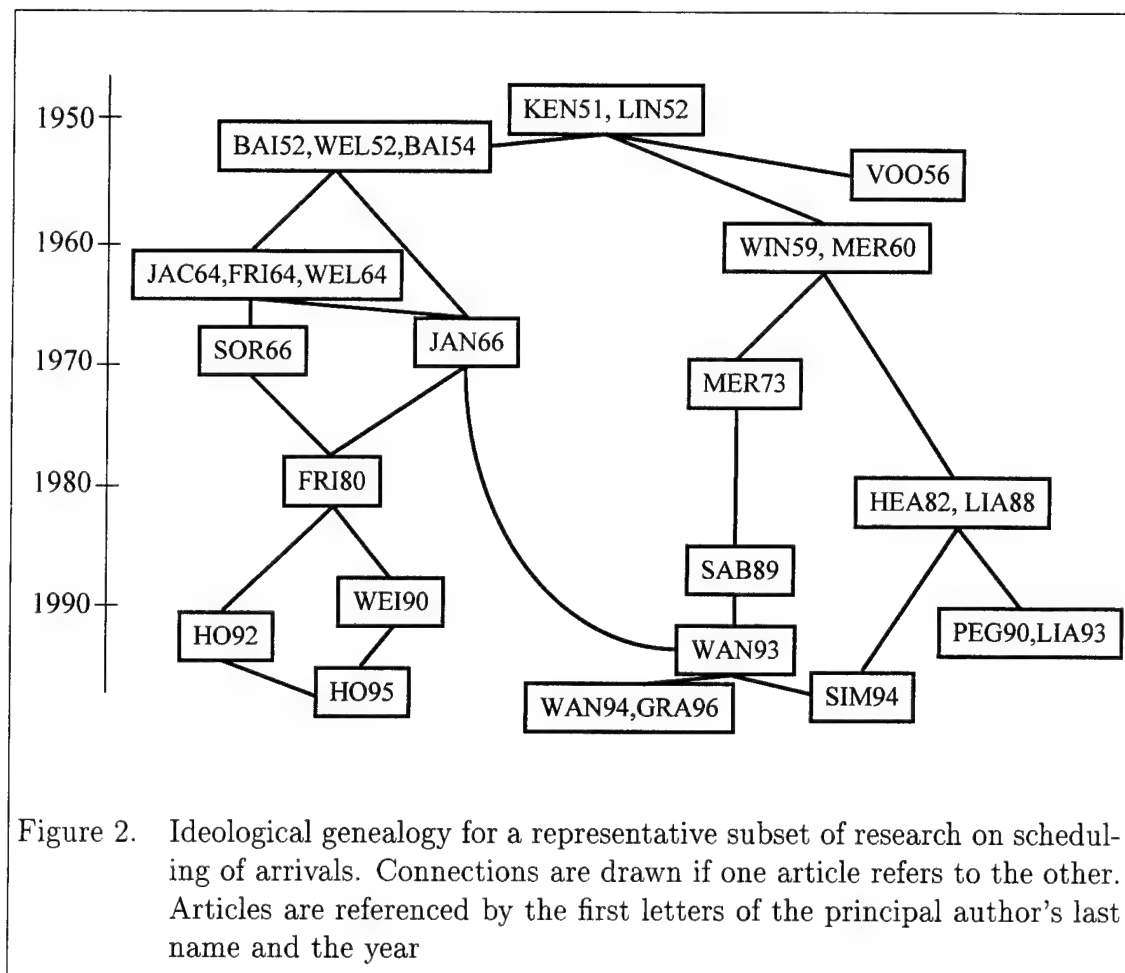 KEN51, LIN52
1950
BAI52,WEL52,BAI54
VOO56
1960
WIN59, MER60
JAC64,FRI64,WEL64
SOR66
JAN66
1970
MER73
FRI80
1980
HEA82, LIA88
SAB89
WEI90
1990
HO92
PEG90,LIA93
WAN93
HO95
WAN94,GRA96
SIM94
Figure 2. Ideological genealogy for a representative subset of research on schedul-
ing of arrivals. Connections are drawn if one article refers to the other.
Articles are referenced by the first letters of the principal author's last
name and the year